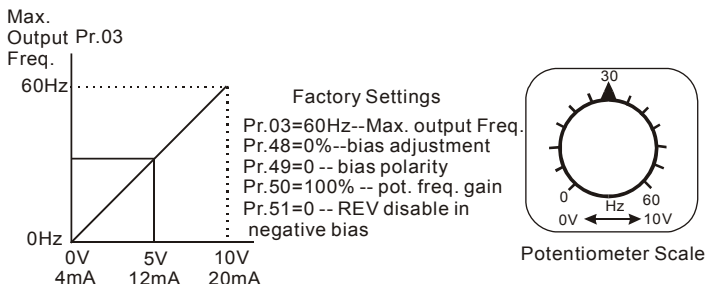 Max.
Output Pr.03
Freq.
60Hz
0Hz
0V 5V 10V
4mA 12mA 20mA
Factory Settings
Pr.03=60Hz--Max. output Freq.
Pr.48=0%--bias adjustment
Pr.49=0 -- bias polarity
Pr.50=100% -- pot. freq. gain
Pr.51=0 -- REV disable in
negative bias
30
0 60
Hz
0V 10V
Potentiometer Scale